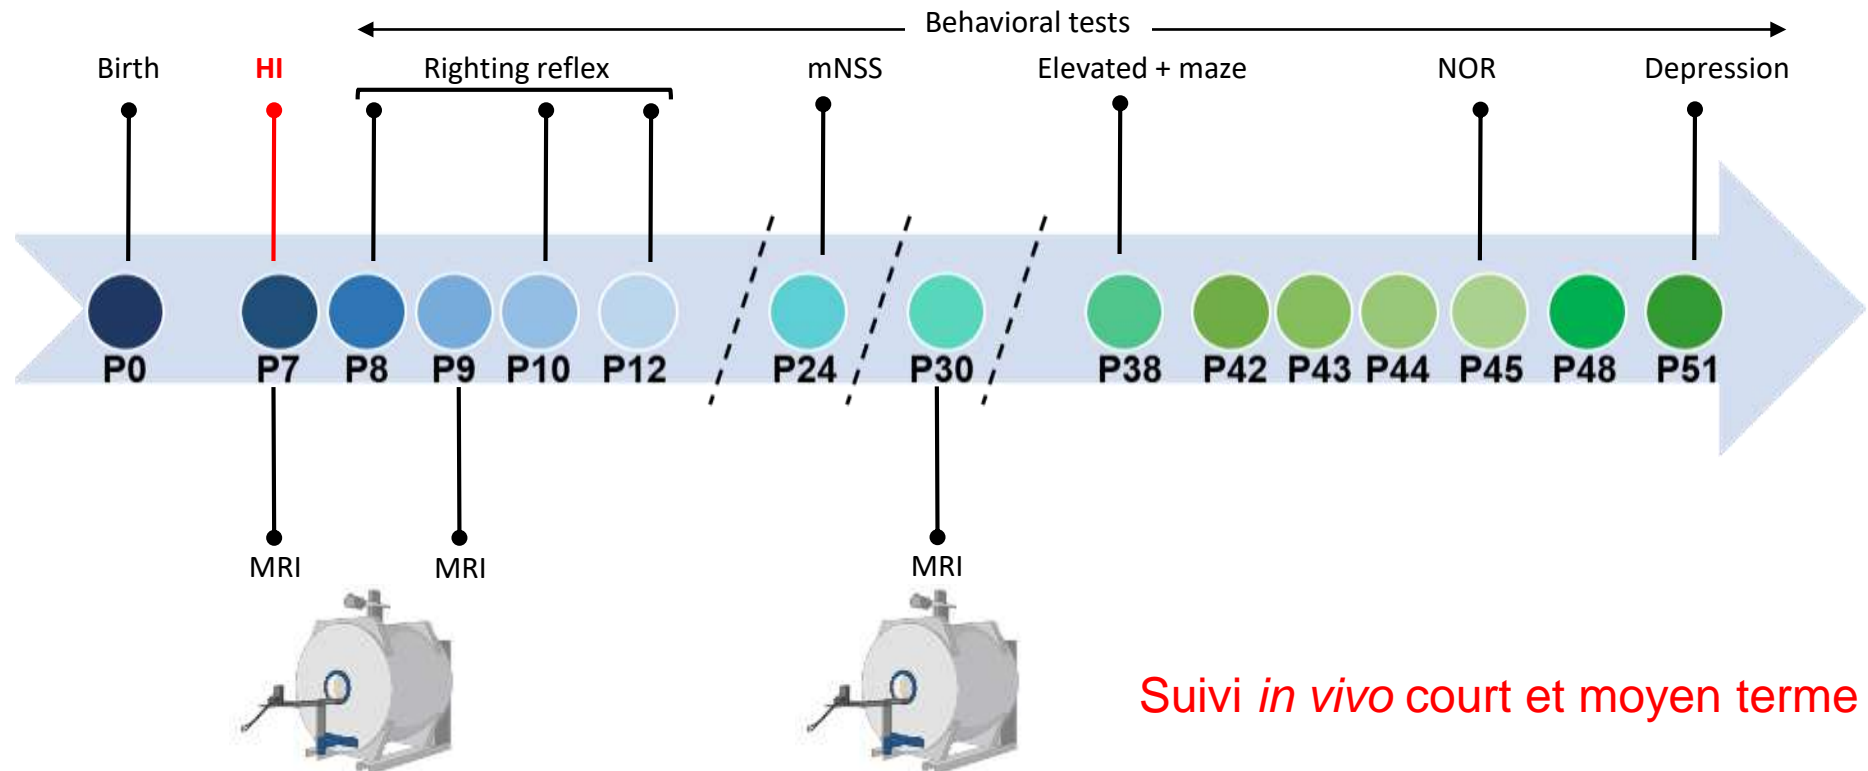 Behavioral tests
Birth HI Righting reflex mNSS Elevated + maze NOR Depression
P0 P7 P8 P9 P10 P12 P24 P30 P38 P42 P43 P44 P45 P48 P51
MRI MRI MRI
Suivi in vivo court et moyen terme